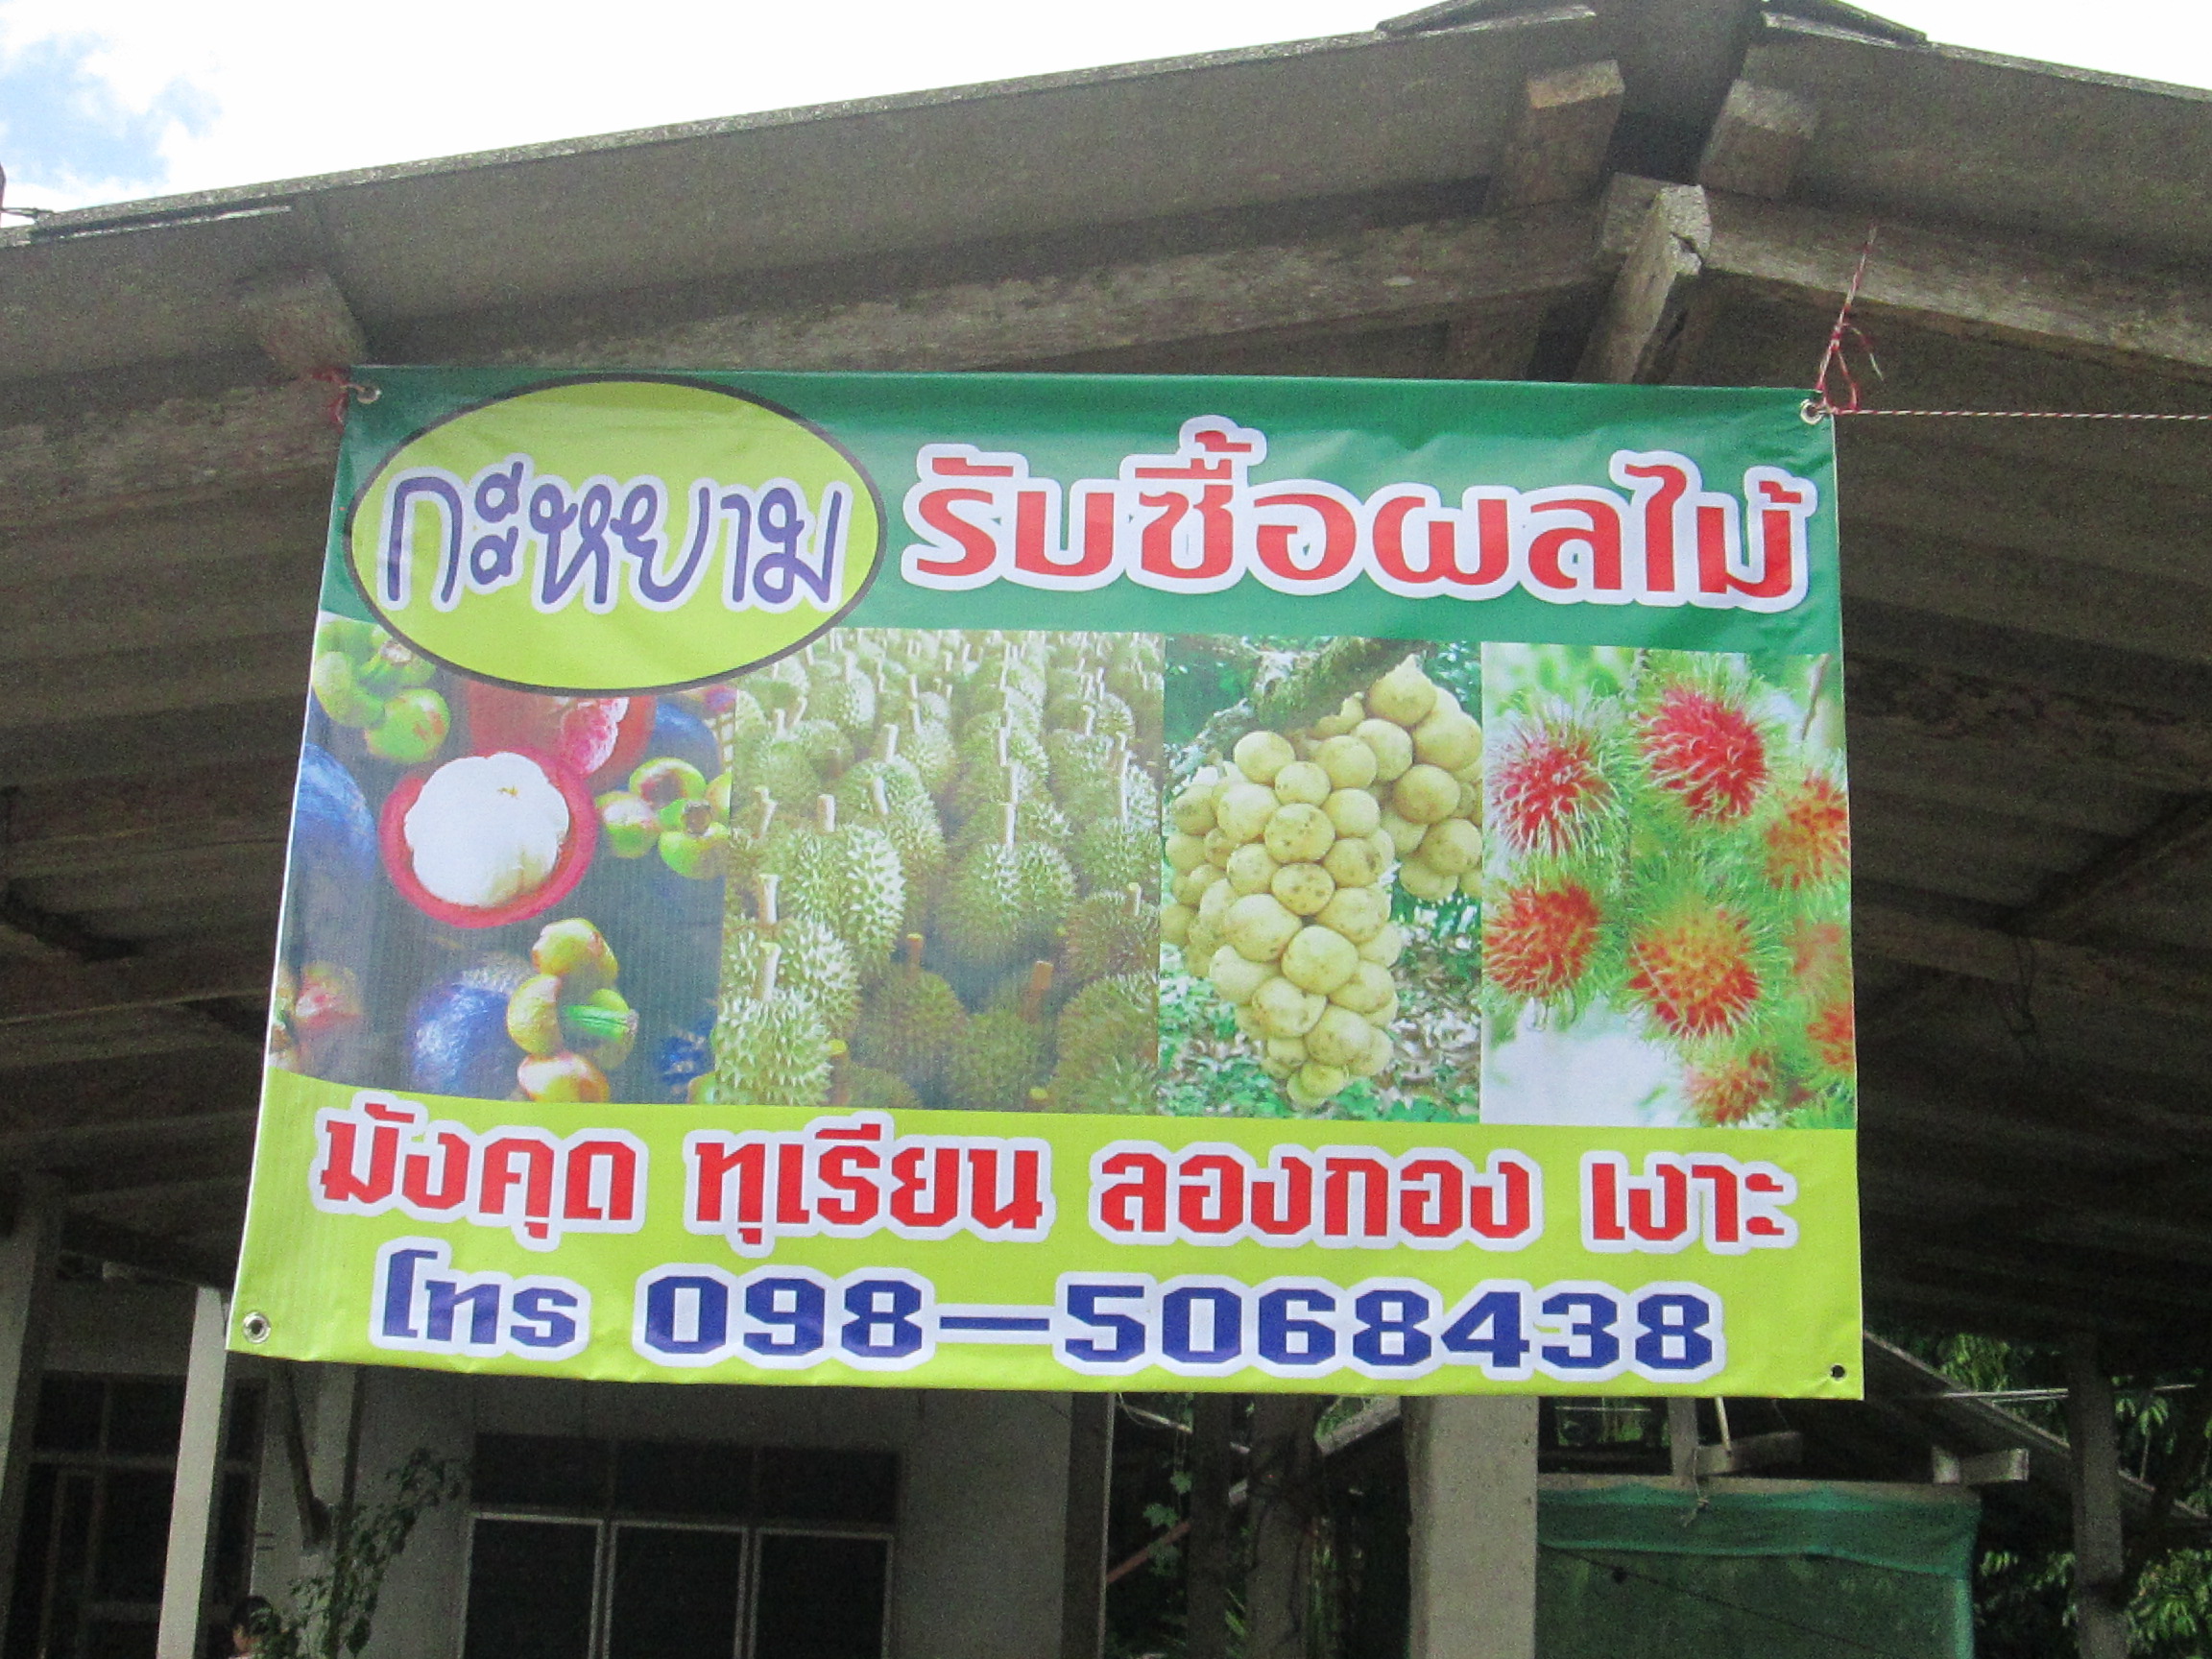 กะหยาม รับซื้อผลไม้
มังคุด ทุเรียน ลองกอง เงาะ
โทร 098-5068438